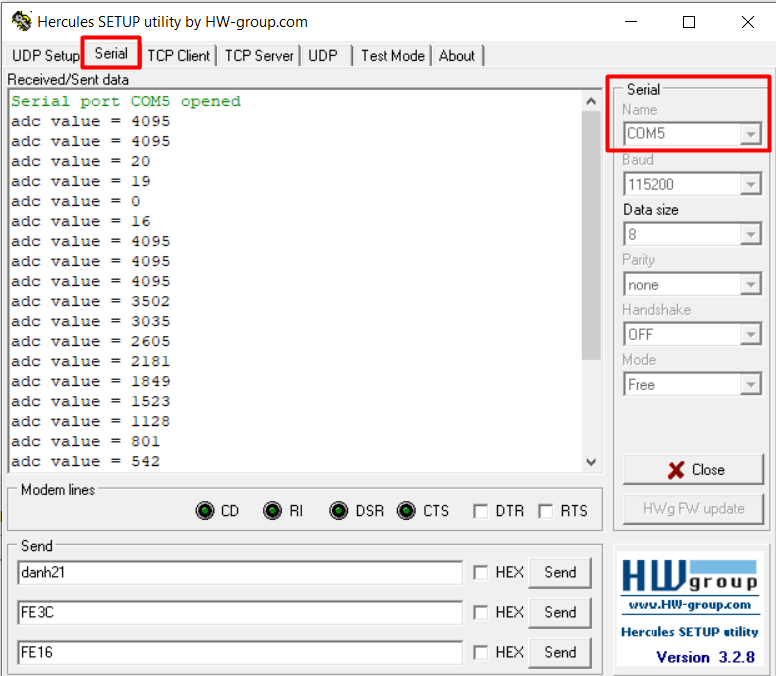 Hercules SETUP utility by HW-group.com
UDP Setup Serial TCP Client TCP Server UDP Test Mode About
Received/Sent data
Serial port COM5 opened
adc value = 4095
adc value = 4095
adc value = 20
adc value = 19
adc value = 0
adc value = 16
adc value = 4095
adc value = 4095
adc value = 4095
adc value = 3502
adc value = 3035
adc value = 2605
adc value = 2181
adc value = 1849
adc value = 1523
adc value = 1128
adc value = 801
adc value = 542
Serial
Name
COM5
Baud
115200
Data size
8
Parity
none
Handshake
OFF
Mode
Free
Close
HWg FW update
Modem lines
CD RI DSR CTS DTR RTS
Send
danh21 HEX Send
FE3C HEX Send
FE16 HEX Send
HWgroup
www.HW-group.com
Hercules SETUP utility
Version 3.2.8